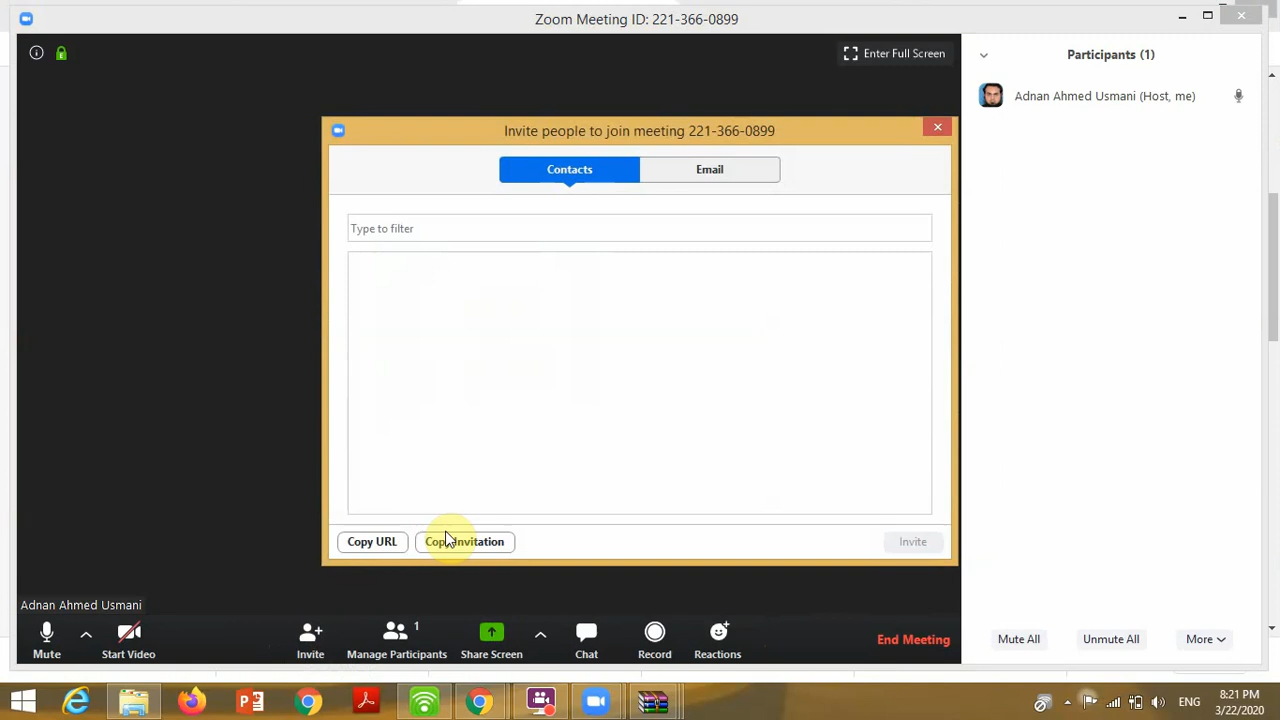 Zoom Meeting ID: 221-366-0899
Enter Full Screen
Participants (1)
Adnan Ahmed Usmani (Host, me)
Invite people to join meeting 221-366-0899
Contacts
Email
Type to filter
Copy URL
Copy Invitation
Invite
Adnan Ahmed Usmani
Mute
Start Video
Invite
1
Manage Participants
Share Screen
Chat
Record
Reactions
End Meeting
Mute All
Unmute All
More
ENG
8:21 PM
3/22/2020